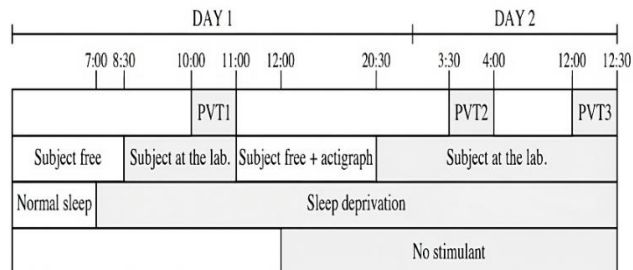 DAY 1 DAY 2
7:00 8:30 10:00 11:00 12:00 20:30 3:30 4:00 12:00 12:30
PVT1 PVT2 PVT3
Subject free Subject at the lab. Subject free + actigraph Subject at the lab.
Normal sleep Sleep deprivation
No stimulant